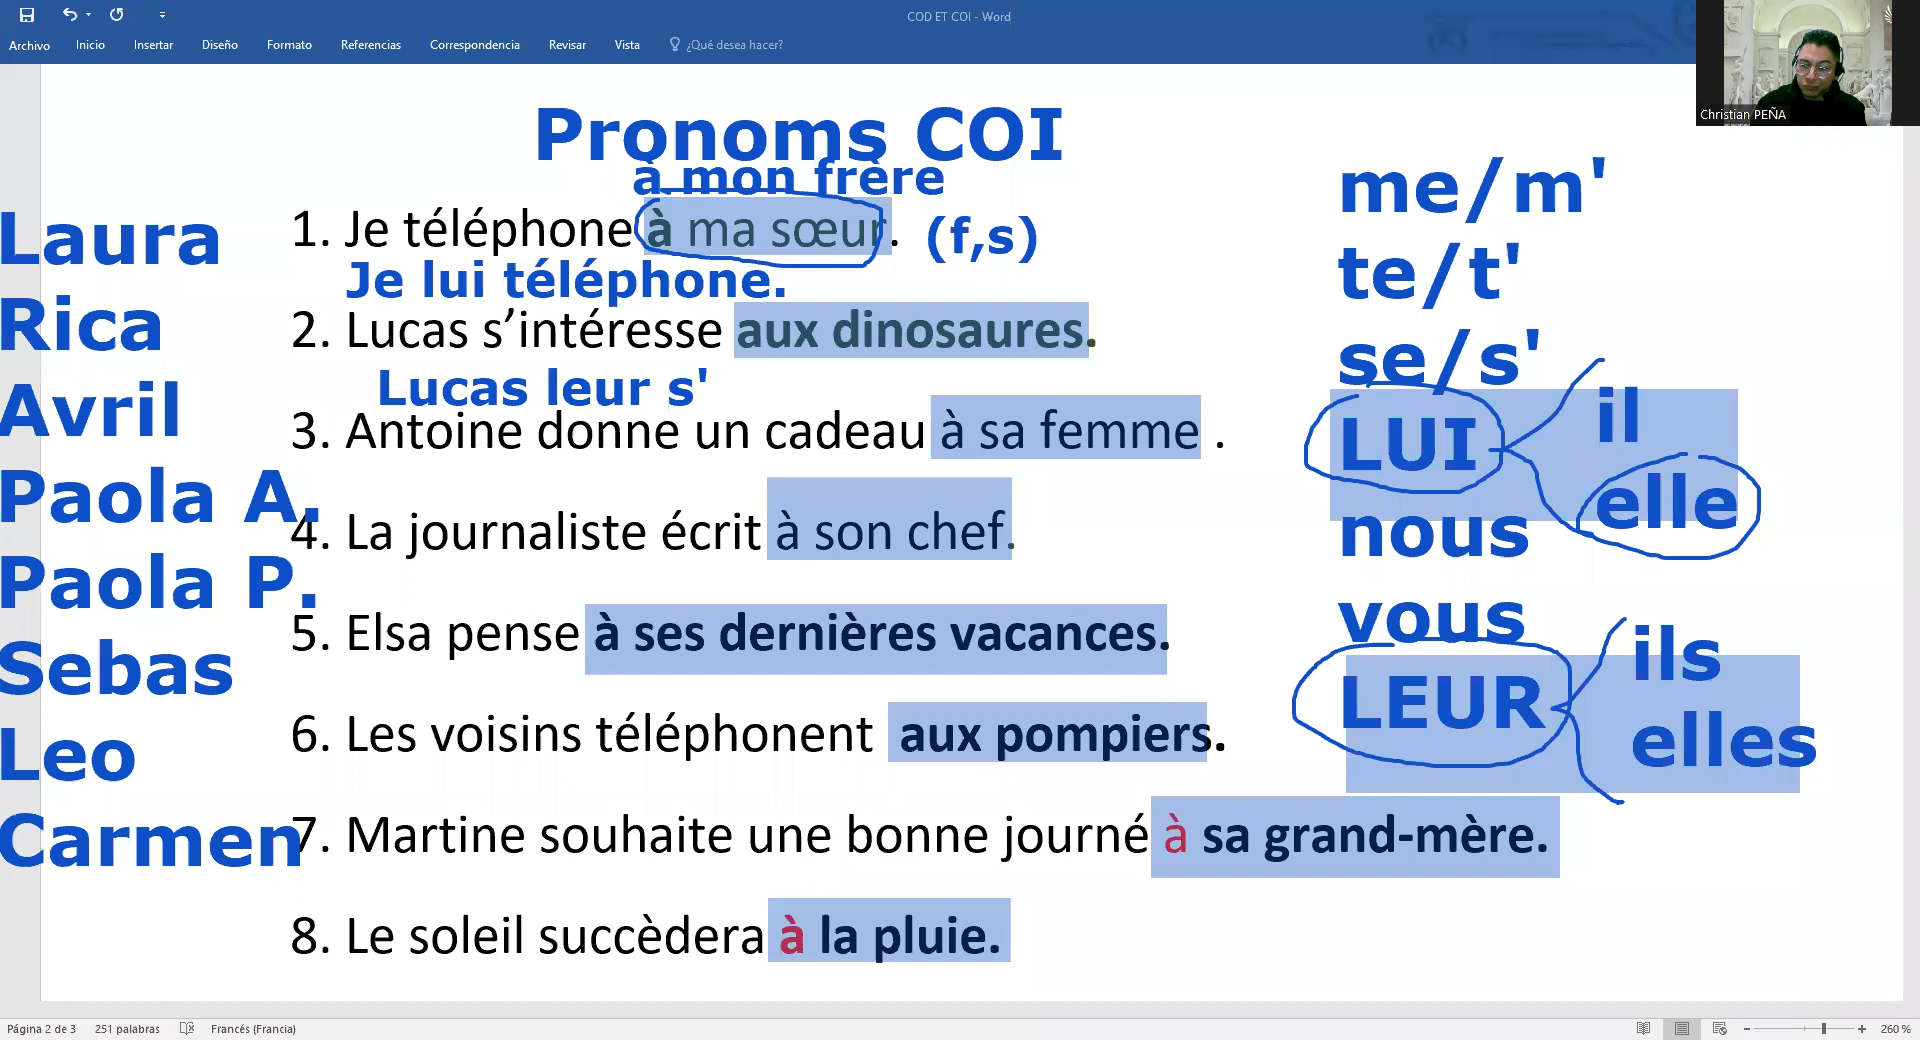 COD ET COI - Word
Archivo Inicio Insertar Diseño Formato Referencias Correspondencia Revisar Vista ¿Qué desea hacer?
Christian PEÑA
Pronoms COI
à mon frère
1. Je téléphone à ma sœur. (f,s)
Je lui téléphone.
2. Lucas s’intéresse aux dinosaures.
Lucas leur s'
3. Antoine donne un cadeau à sa femme .
4. La journaliste écrit à son chef.
5. Elsa pense à ses dernières vacances.
6. Les voisins téléphonent aux pompiers.
7. Martine souhaite une bonne journé à sa grand-mère.
8. Le soleil succèdera à la pluie.
Laura
Rica
Avril
Paola A.
Paola P.
Sebas
Leo
Carmen
me/m'
te/t'
se/s'
LUI
il
elle
nous
vous
LEUR
ils
elles
Página 2 de 3 251 palabras Francés (Francia) 260 %